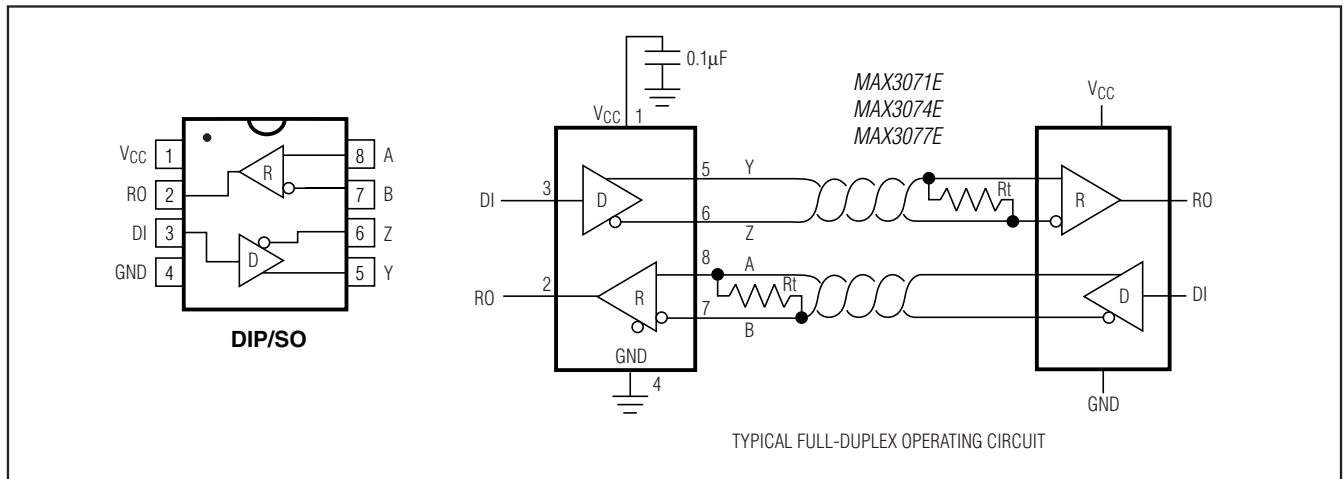 VCC 1
RO 2
DI 3
GND 4
8 A
7 B
6 Z
5 Y
R
D
DIP/SO
0.1µF
VCC 1
MAX3071E
MAX3074E
MAX3077E
VCC
DI 3
D
5 Y
6
Z
Rt
R
RO
RO 2
R
8 A
7
B
Rt
D
DI
GND
4
GND
TYPICAL FULL-DUPLEX OPERATING CIRCUIT